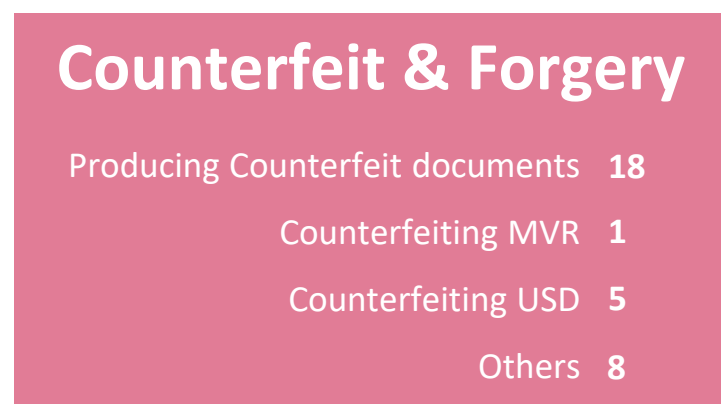 Counterfeit & Forgery
Producing Counterfeit documents 18
Counterfeiting MVR 1
Counterfeiting USD 5
Others 8